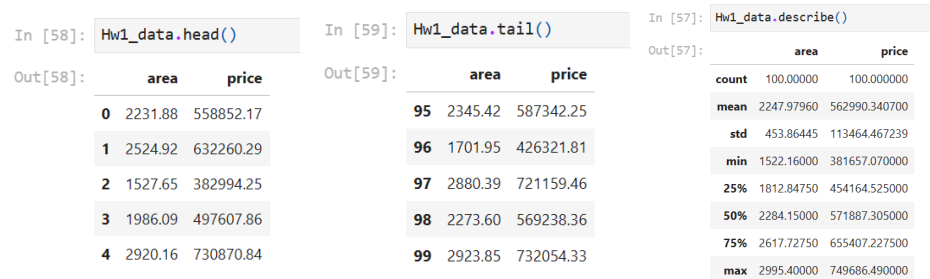 In [58]: Hw1_data.head()
Out[58]:
area price
0 2231.88 558852.17
1 2524.92 632260.29
2 1527.65 382994.25
3 1986.09 497607.86
4 2920.16 730870.84
In [59]: Hw1_data.tail()
Out[59]:
area price
95 2345.42 587342.25
96 1701.95 426321.81
97 2880.39 721159.46
98 2273.60 569238.36
99 2923.85 732054.33
In [57]: Hw1_data.describe()
Out[57]:
area price
count 100.00000 100.000000
mean 2247.97960 562990.340700
std 453.86445 113464.467239
min 1522.16000 381657.070000
25% 1812.84750 454164.525000
50% 2284.15000 571887.305000
75% 2617.72750 655407.227500
max 2995.40000 749686.490000